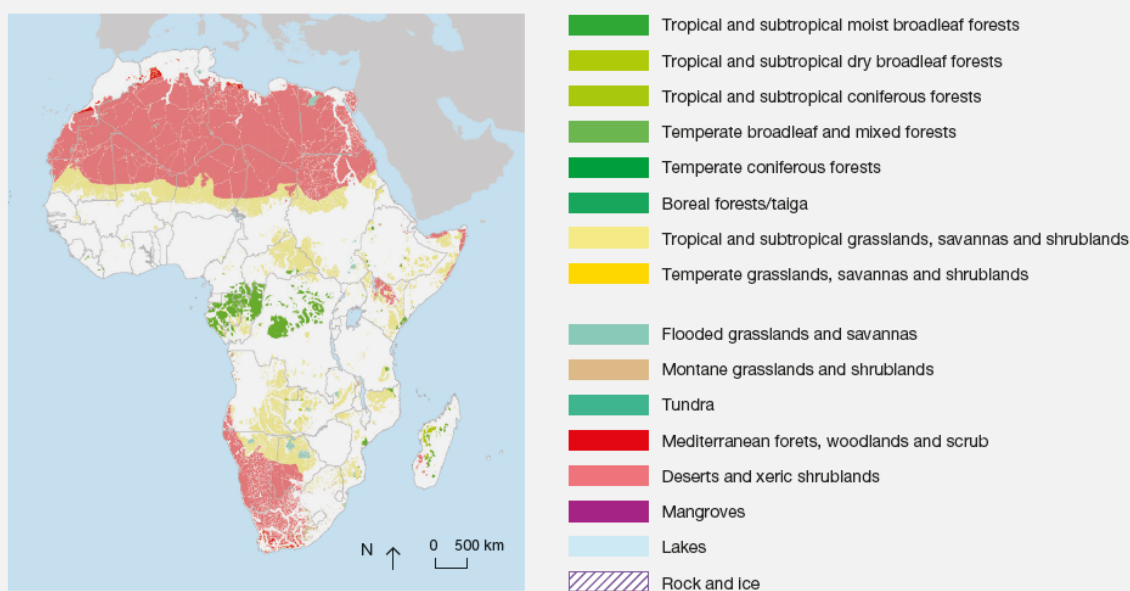 Tropical and subtropical moist broadleaf forests
Tropical and subtropical dry broadleaf forests
Tropical and subtropical coniferous forests
Temperate broadleaf and mixed forests
Temperate coniferous forests
Boreal forests/taiga
Tropical and subtropical grasslands, savannas and shrublands
Temperate grasslands, savannas and shrublands
Flooded grasslands and savannas
Montane grasslands and shrublands
Tundra
Mediterranean forets, woodlands and scrub
Deserts and xeric shrublands
Mangroves
Lakes
Rock and ice
N 0 500 km